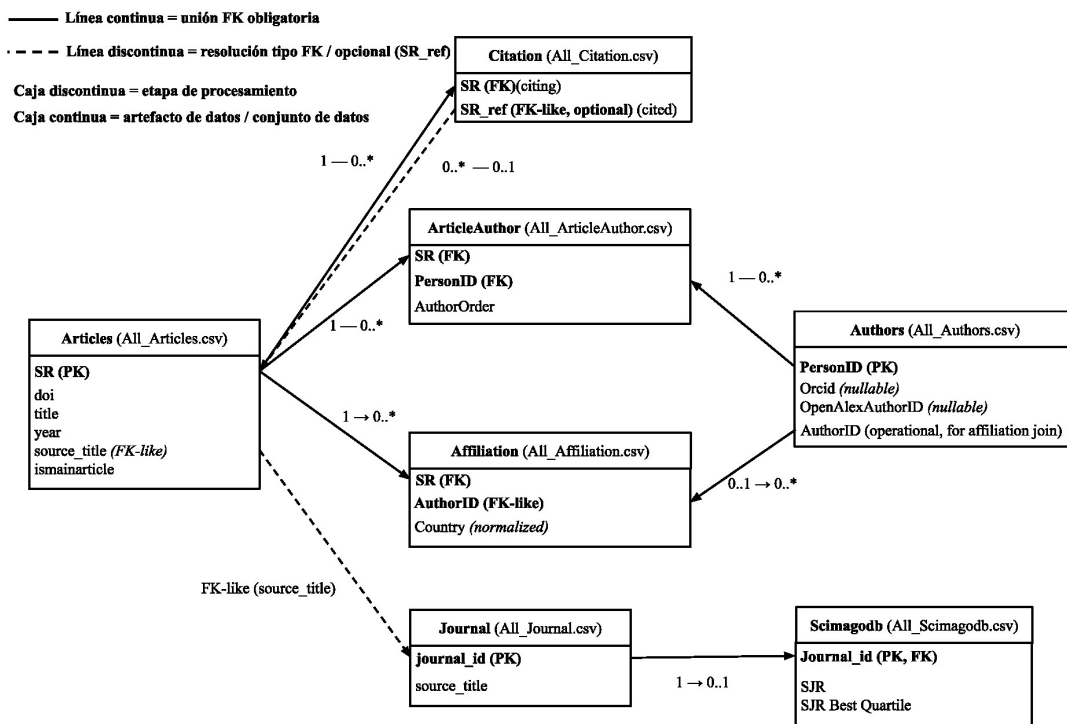 Línea continua = unión FK obligatoria
Línea discontinua = resolución tipo FK / opcional (SR_ref)
Caja discontinua = etapa de procesamiento
Caja continua = artefacto de datos / conjunto de datos
Citation (All_Citation.csv)
SR (FK)(citing)
SR_ref (FK-like, optional) (cited)
1 — 0..*
0..* — 0..1
ArticleAuthor (All_ArticleAuthor.csv)
SR (FK)
PersonID (FK)
AuthorOrder
1 — 0..*
1 — 0..*
Articles (All_Articles.csv)
SR (PK)
doi
title
year
source_title (FK-like)
ismainarticle
Authors (All_Authors.csv)
PersonID (PK)
Orcid (nullable)
OpenAlexAuthorID (nullable)
AuthorID (operational, for affiliation join)
1 → 0..*
Affiliation (All_Affiliation.csv)
SR (FK)
AuthorID (FK-like)
Country (normalized)
0..1 → 0..*
FK-like (source_title)
Journal (All_Journal.csv)
journal_id (PK)
source_title
1 → 0..1
Scimagodb (All_Scimagodb.csv)
Journal_id (PK, FK)
SJR
SJR Best Quartile